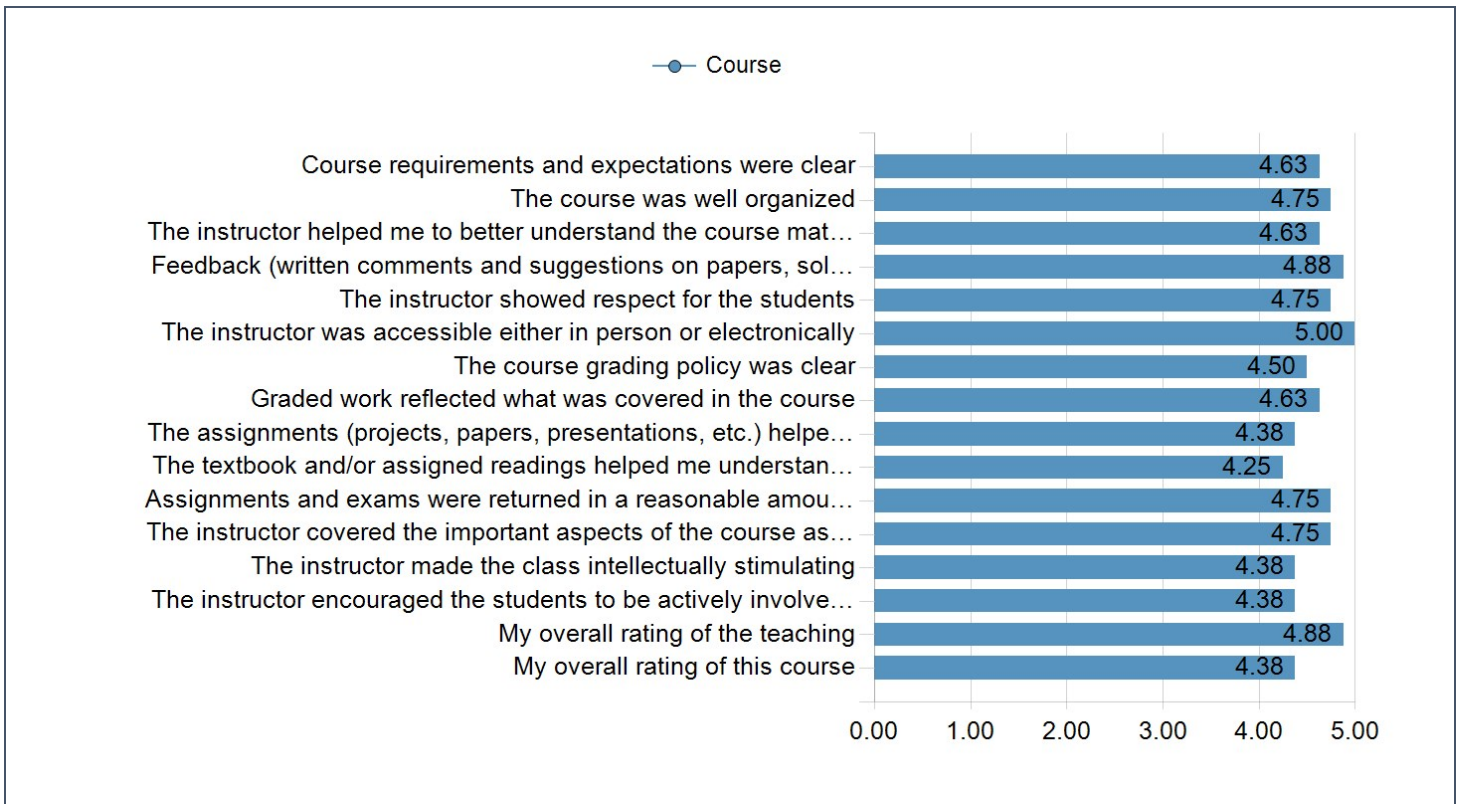 Course
Course requirements and expectations were clear 4.63
The course was well organized 4.75
The instructor helped me to better understand the course mat… 4.63
Feedback (written comments and suggestions on papers, sol… 4.88
The instructor showed respect for the students 4.75
The instructor was accessible either in person or electronically 5.00
The course grading policy was clear 4.50
Graded work reflected what was covered in the course 4.63
The assignments (projects, papers, presentations, etc.) helpe… 4.38
The textbook and/or assigned readings helped me understan… 4.25
Assignments and exams were returned in a reasonable amou… 4.75
The instructor covered the important aspects of the course as… 4.75
The instructor made the class intellectually stimulating 4.38
The instructor encouraged the students to be actively involve… 4.38
My overall rating of the teaching 4.88
My overall rating of this course 4.38
0.00 1.00 2.00 3.00 4.00 5.00